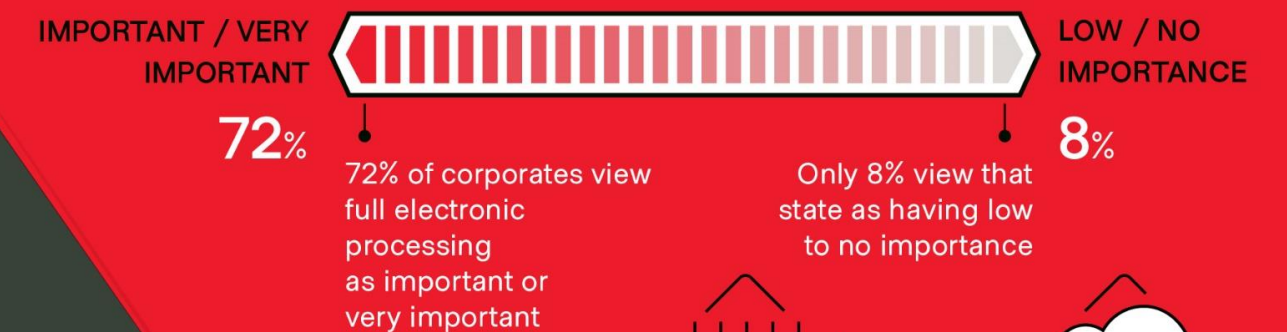 IMPORTANT / VERY
IMPORTANT
72%
LOW / NO
IMPORTANCE
8%
72% of corporates view
full electronic
processing
as important or
very important
Only 8% view that
state as having low
to no importance